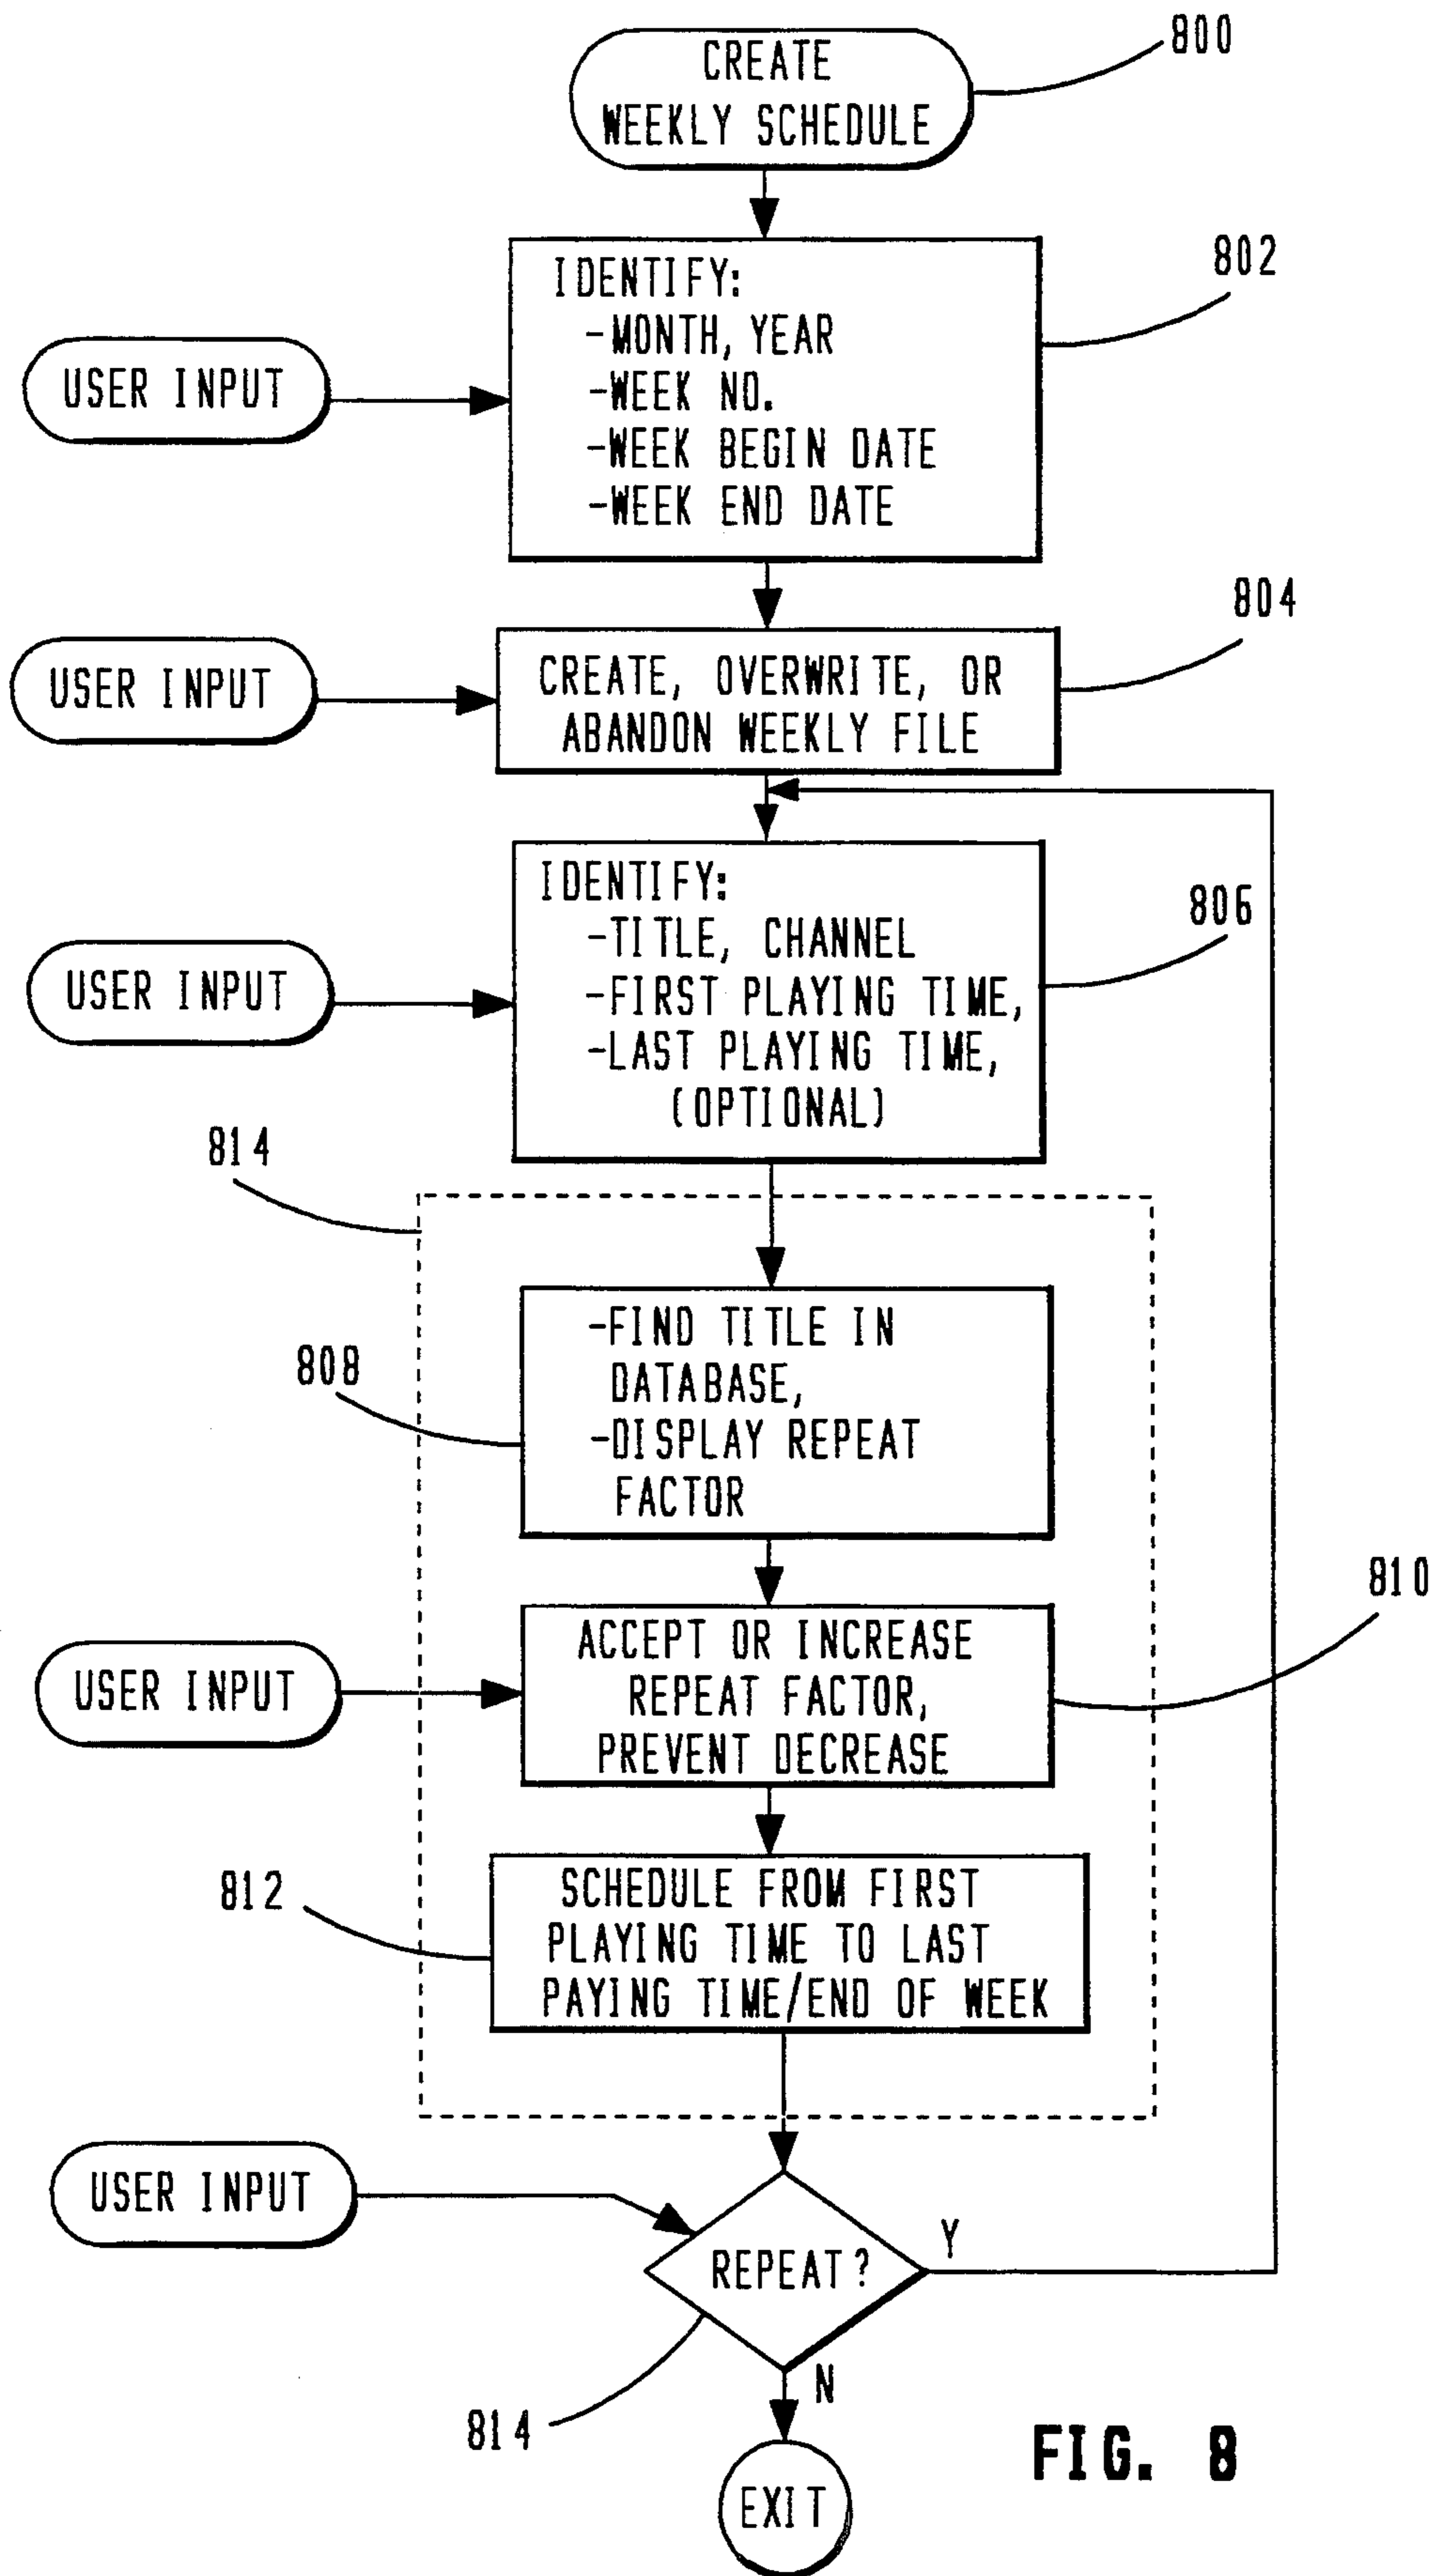 800
CREATE
WEEKLY SCHEDULE
802
IDENTIFY:
-MONTH, YEAR
-WEEK NO.
-WEEK BEGIN DATE
-WEEK END DATE
USER INPUT
804
CREATE, OVERWRITE, OR
ABANDON WEEKLY FILE
USER INPUT
806
IDENTIFY:
-TITLE, CHANNEL
-FIRST PLAYING TIME,
-LAST PLAYING TIME,
(OPTIONAL)
USER INPUT
814
808
-FIND TITLE IN
DATABASE,
-DISPLAY REPEAT
FACTOR
810
ACCEPT OR INCREASE
REPEAT FACTOR,
PREVENT DECREASE
USER INPUT
812
SCHEDULE FROM FIRST
PLAYING TIME TO LAST
PAYING TIME/END OF WEEK
USER INPUT
REPEAT?
Y
N
814
EXIT
FIG. 8